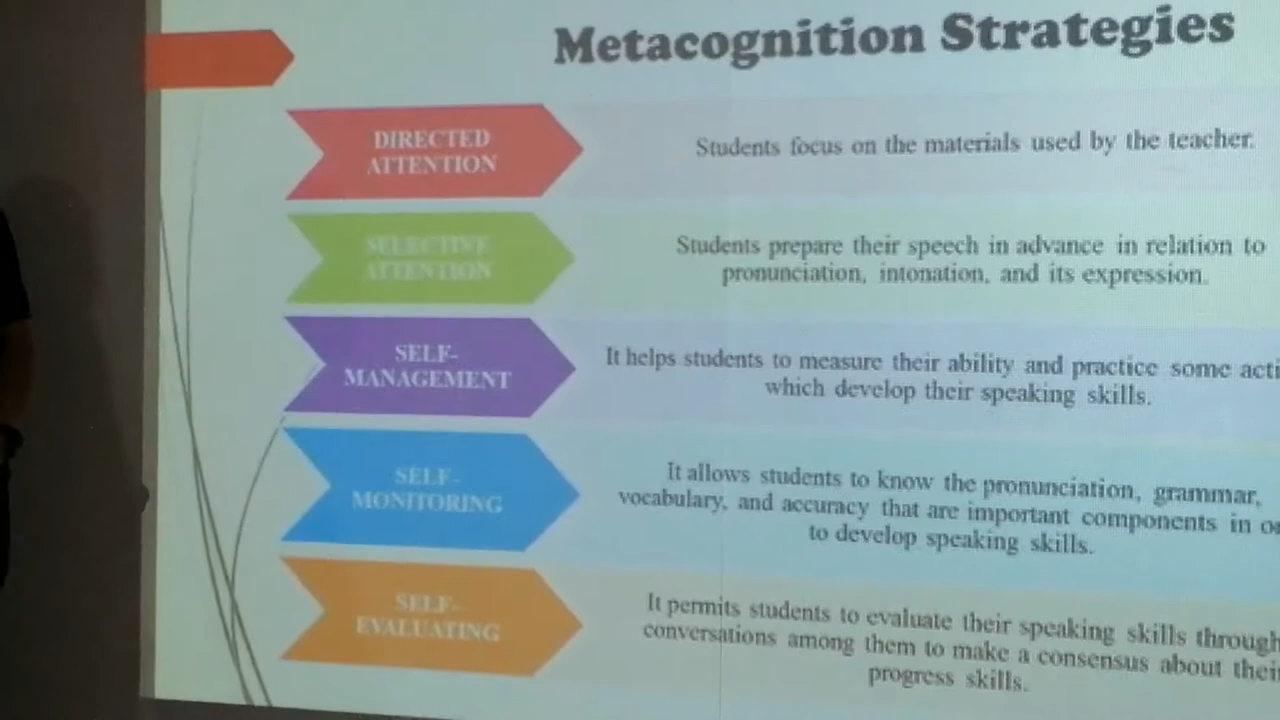 Metacognition Strategies
DIRECTED
ATTENTION
Students focus on the materials used by the teacher.
SELECTIVE
ATTENTION
Students prepare their speech in advance in relation to
pronunciation, intonation, and its expression.
SELF-
MANAGEMENT
It helps students to measure their ability and practice some
which develop their speaking skills.
SELF-
MONITORING
It allows students to know the pronunciation, grammar,
vocabulary, and accuracy that are important components in
to develop speaking skills.
SELF-
EVALUATING
It permits students to evaluate their speaking skills through
conversations among them to make a consensus about their
progress skills.